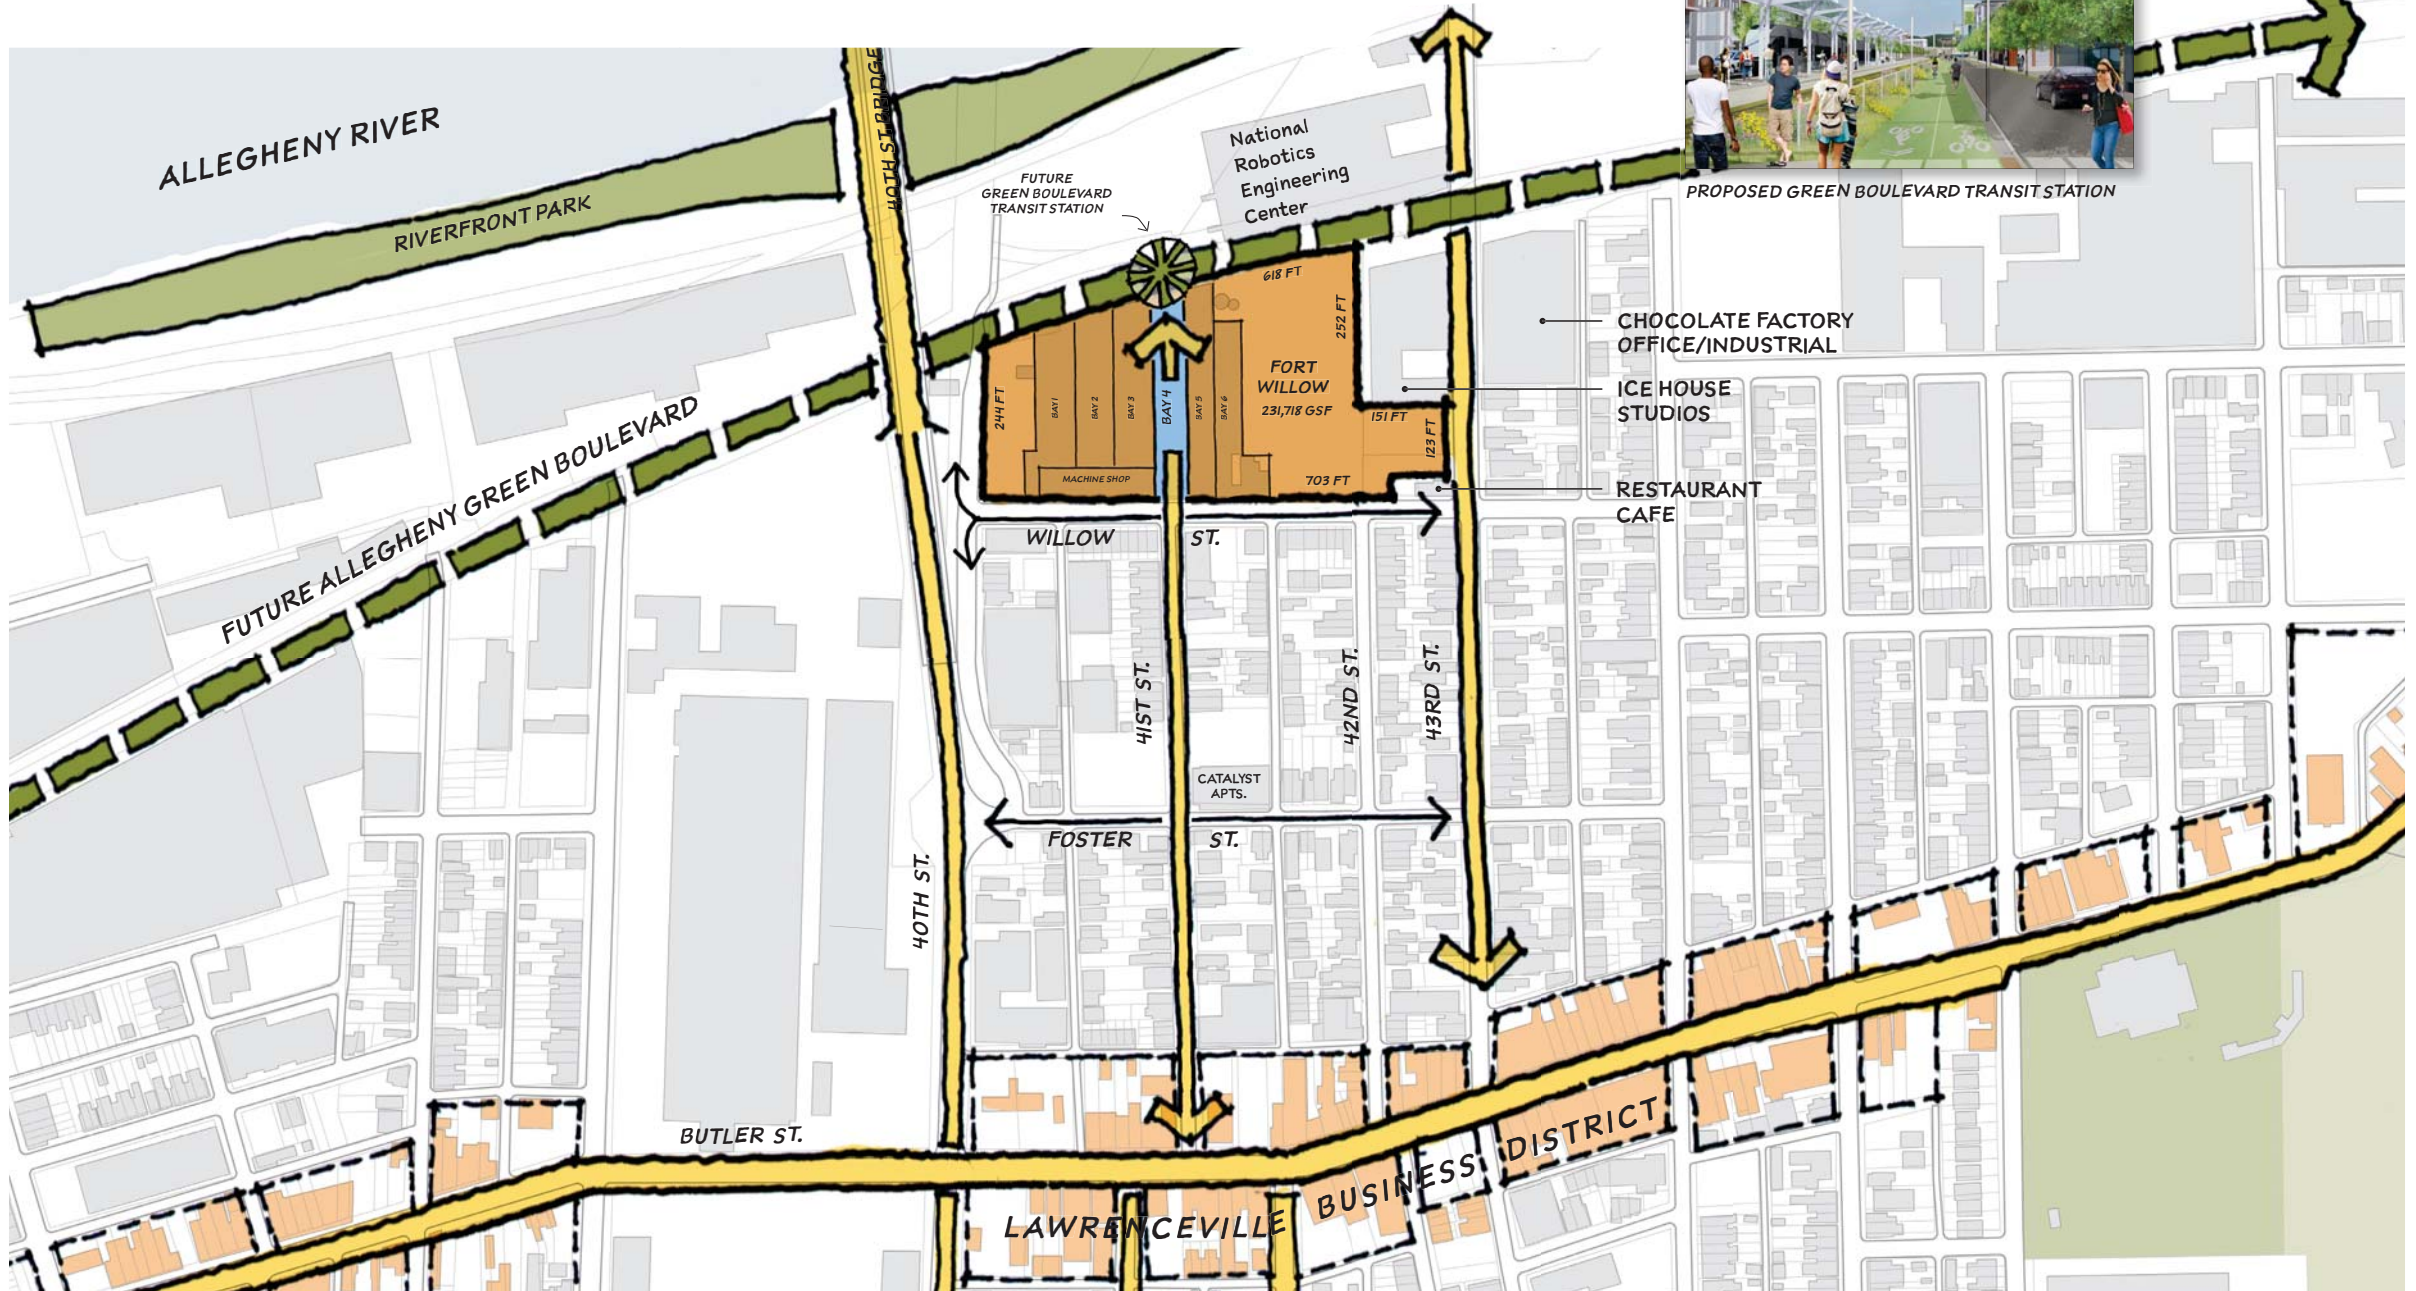 ALLEGHENY RIVER
RIVERFRONT PARK
40TH ST BRIDGE
FUTURE
GREEN BOULEVARD
TRANSIT STATION
National
Robotics
Engineering
Center
PROPOSED GREEN BOULEVARD TRANSIT STATION
FUTURE ALLEGHENY GREEN BOULEVARD
618 FT
252 FT
244 FT
BAY 1
BAY 2
BAY 3
BAY 4
BAY 5
BAY 6
FORT
WILLOW
231,718 GSF
151 FT
123 FT
703 FT
MACHINE SHOP
CHOCOLATE FACTORY
OFFICE/INDUSTRIAL
ICE HOUSE
STUDIOS
RESTAURANT
CAFE
WILLOW ST.
41ST ST.
42ND ST.
43RD ST.
CATALYST
APTS.
FOSTER ST.
40TH ST.
BUTLER ST.
LAWRENCEVILLE BUSINESS DISTRICT